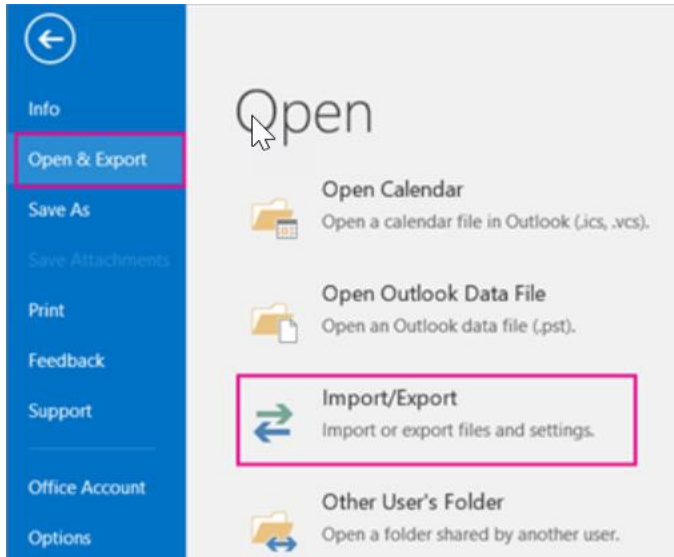 Info
Open & Export
Save As
Save Attachments
Print
Feedback
Support
Office Account
Options
Open
Open Calendar
Open a calendar file in Outlook (.ics, .vcs).
Open Outlook Data File
Open an Outlook data file (.pst).
Import/Export
Import or export files and settings.
Other User's Folder
Open a folder shared by another user.